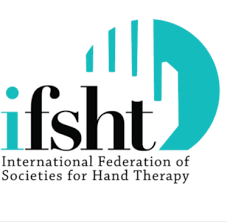 ifsht
International Federation of
Societies for Hand Therapy